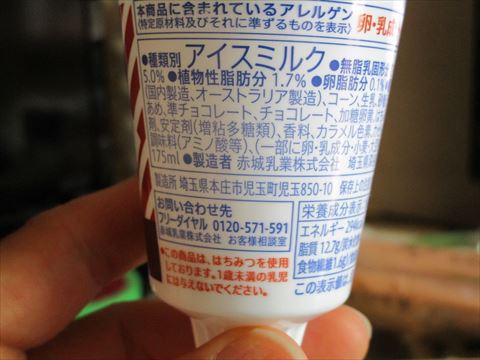 本商品に含まれているアレルゲン
(特定原材料及びそれに準ずるものを表示)
卵・乳成
●種類別 アイスミルク ●無脂乳固形分
5.0% ●植物性脂肪分 1.7% ●卵脂肪分 0.1%
(国内製造、オーストラリア製造)、コーン、生乳、
あめ、準チョコレート、チョコレート、加糖卵黄、
安定剤(増粘多糖類)、香料、カラメル色素、
調味料(アミノ酸等)、(一部に卵・乳成分・小麦・大
175ml ●製造者 赤城乳業株式会社 埼玉県
製造所 埼玉県本庄市児玉町児玉850-10 保存上の
お問い合わせ先
フリーダイヤル 0120-571-591
赤城乳業株式会社 お客様相談室
●この商品は、はちみつを使用
しております。1歳未満の乳児
には与えないでください。
栄養成分表示
エネルギー 294
脂質 12.7g
食物繊維 1.6g
この表示値は、